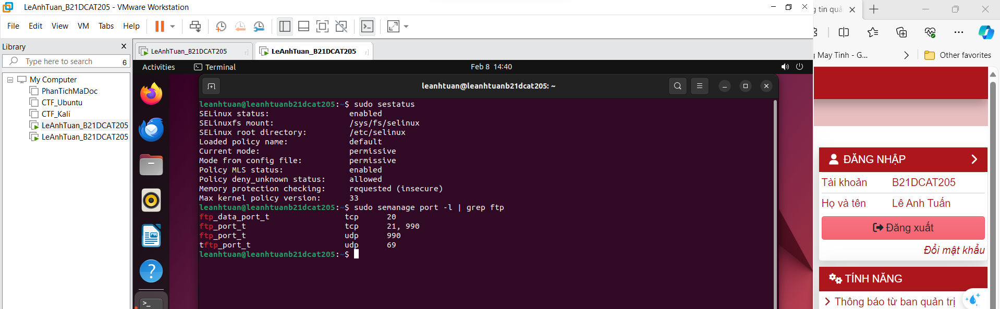 LeAnhTuan_B21DCAT205 - VMware Workstation
File Edit View VM Tabs Help
Library
Type here to search
6
My Computer
PhanTichMaDoc
CTF_Ubuntu
CTF_Kali
LeAnhTuan_B21DCAT205
LeAnhTuan_B21DCAT205
LeAnhTuan_B21DCAT205
LeAnhTuan_B21DCAT205
Activities Terminal Feb 8 14:40
leanhtuan@leanhtuanb21dcat205: ~
leanhtuan@leanhtuanb21dcat205:~$ sudo sestatus
SELinux status: enabled
SELinuxfs mount: /sys/fs/selinux
SELinux root directory: /etc/selinux
Loaded policy name: default
Current mode: permissive
Mode from config file: permissive
Policy MLS status: enabled
Policy deny_unknown status: allowed
Memory protection checking: requested (insecure)
Max kernel policy version: 33
leanhtuan@leanhtuanb21dcat205:~$ sudo semanage port -l | grep ftp
ftp_data_port_t tcp 20
ftp_port_t tcp 21, 990
ftp_port_t udp 990
tftp_port_t udp 69
leanhtuan@leanhtuanb21dcat205:~$
g tin quả
g May Tinh - G...
Other favorites
ĐĂNG NHẬP
Tài khoản B21DCAT205
Họ và tên Lê Anh Tuấn
Đăng xuất
Đổi mật khẩu
TÍNH NĂNG
Thông báo từ ban quản trị